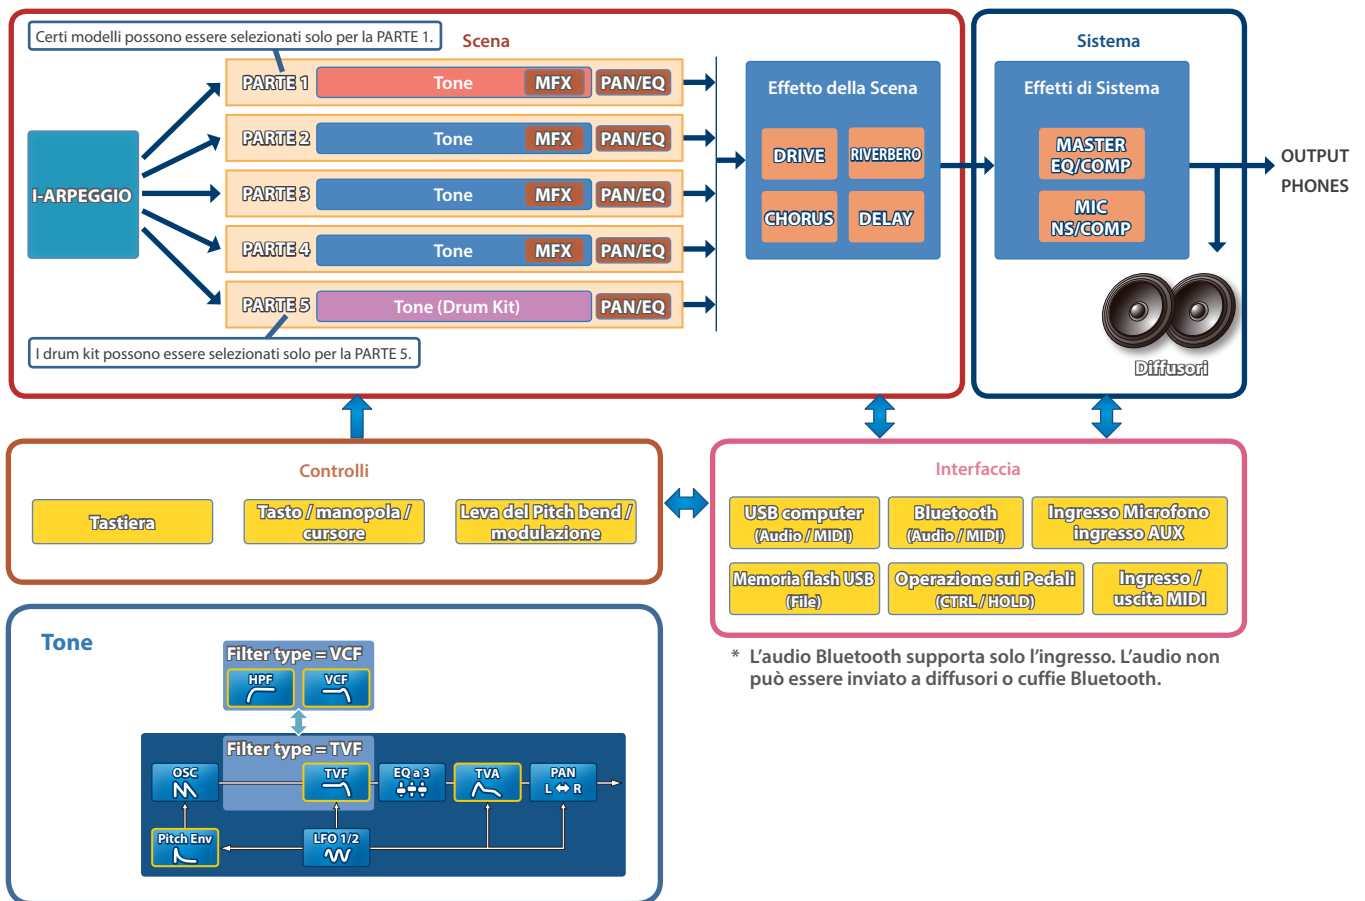 Certi modelli possono essere selezionati solo per la PARTE 1.
Scena
I-ARPEGGIO
PARTE 1
Tone
MFX
PAN/EQ
PARTE 2
Tone
MFX
PAN/EQ
PARTE 3
Tone
MFX
PAN/EQ
PARTE 4
Tone
MFX
PAN/EQ
PARTE 5
Tone (Drum Kit)
PAN/EQ
I drum kit possono essere selezionati solo per la PARTE 5.
Effetto della Scena
DRIVE
RIVERBERO
CHORUS
DELAY
Sistema
Effetti di Sistema
MASTER
EQ/COMP
MIC
NS/COMP
OUTPUT
PHONES
Diffusori
Controlli
Tastiera
Tasto / manopola /
cursore
Leva del Pitch bend /
modulazione
Interfaccia
USB computer
(Audio / MIDI)
Bluetooth
(Audio / MIDI)
Ingresso Microfono
ingresso AUX
Memoria flash USB
(File)
Operazione sui Pedali
(CTRL / HOLD)
Ingresso /
uscita MIDI
* L’audio Bluetooth supporta solo l’ingresso. L’audio non
può essere inviato a diffusori o cuffie Bluetooth.
Tone
Filter type = VCF
HPF
VCF
Filter type = TVF
OSC
TVF
EQ a 3
TVA
PAN
L ⇔ R
Pitch Env
LFO 1/2